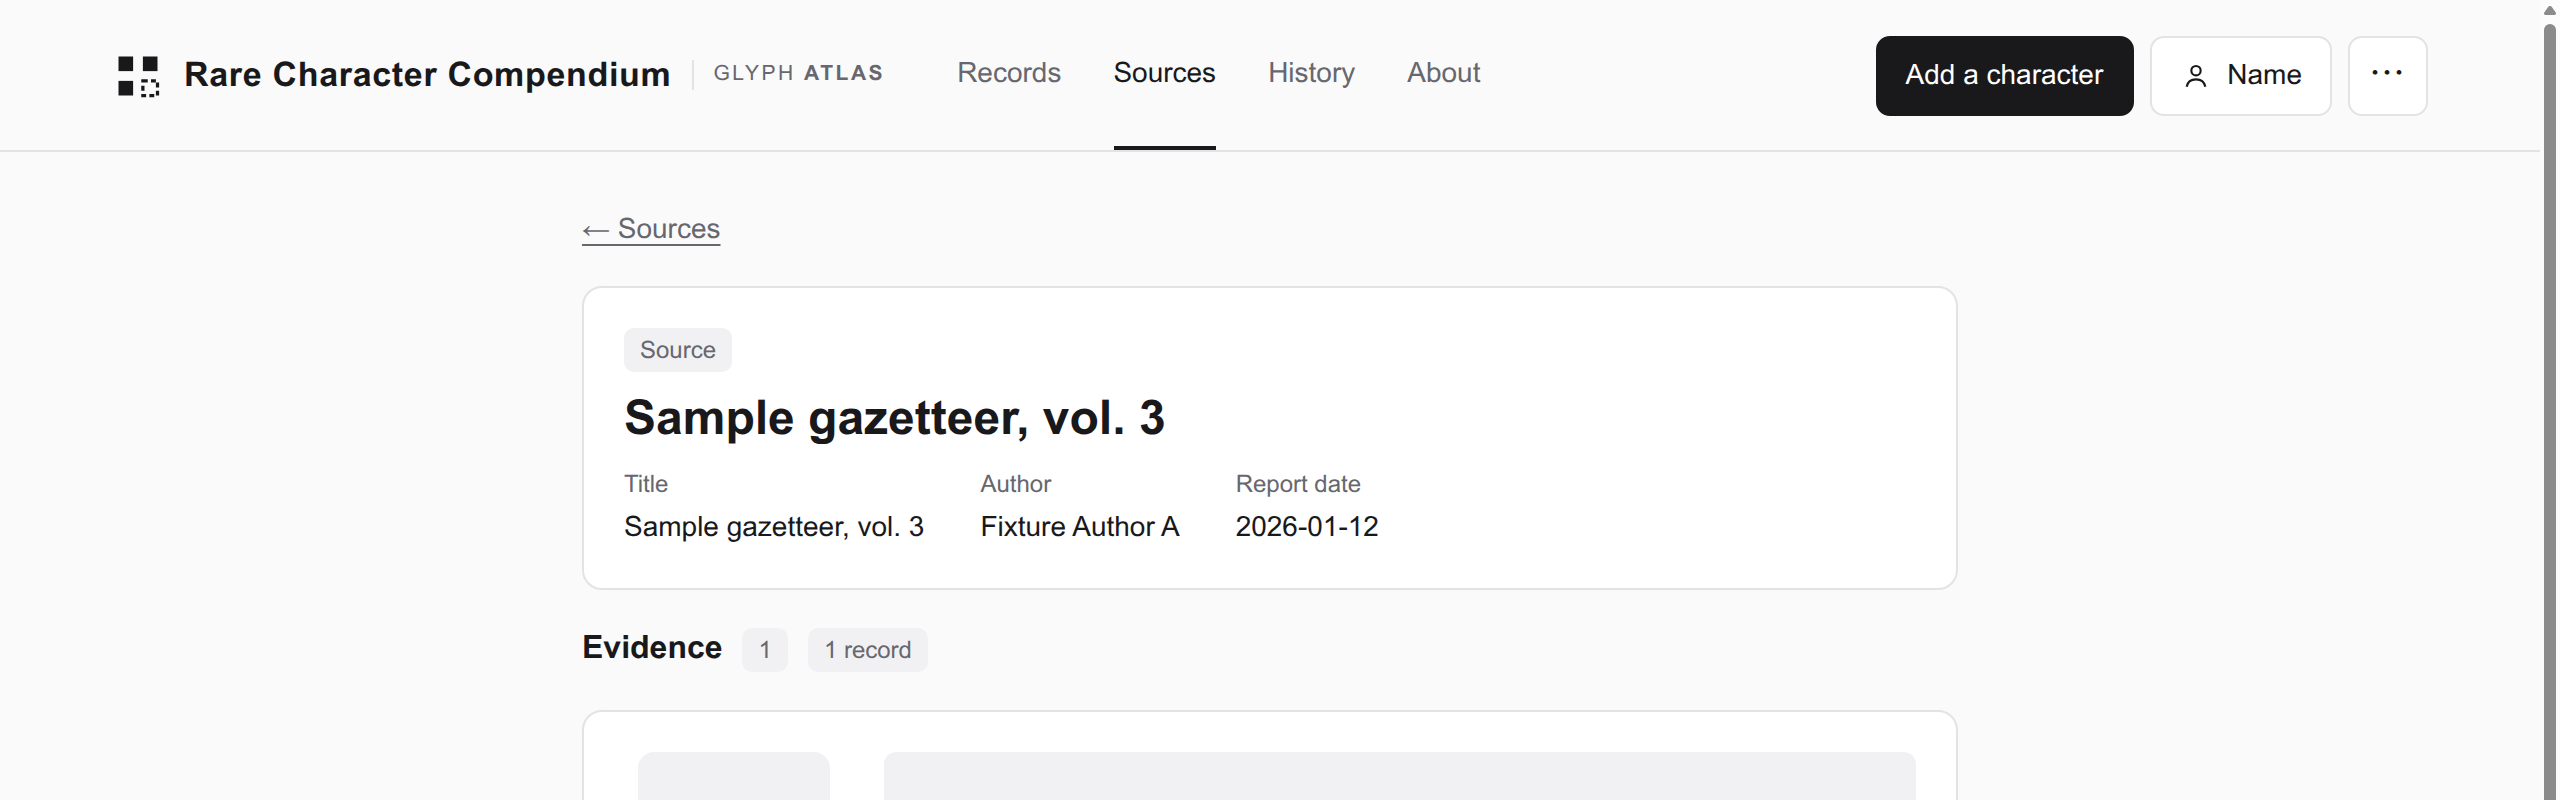 Rare Character Compendium GLYPH ATLAS Records Sources History About Add a character Name ...
← Sources
Source
Sample gazetteer, vol. 3
Title Author Report date
Sample gazetteer, vol. 3 Fixture Author A 2026-01-12
Evidence 1 1 record